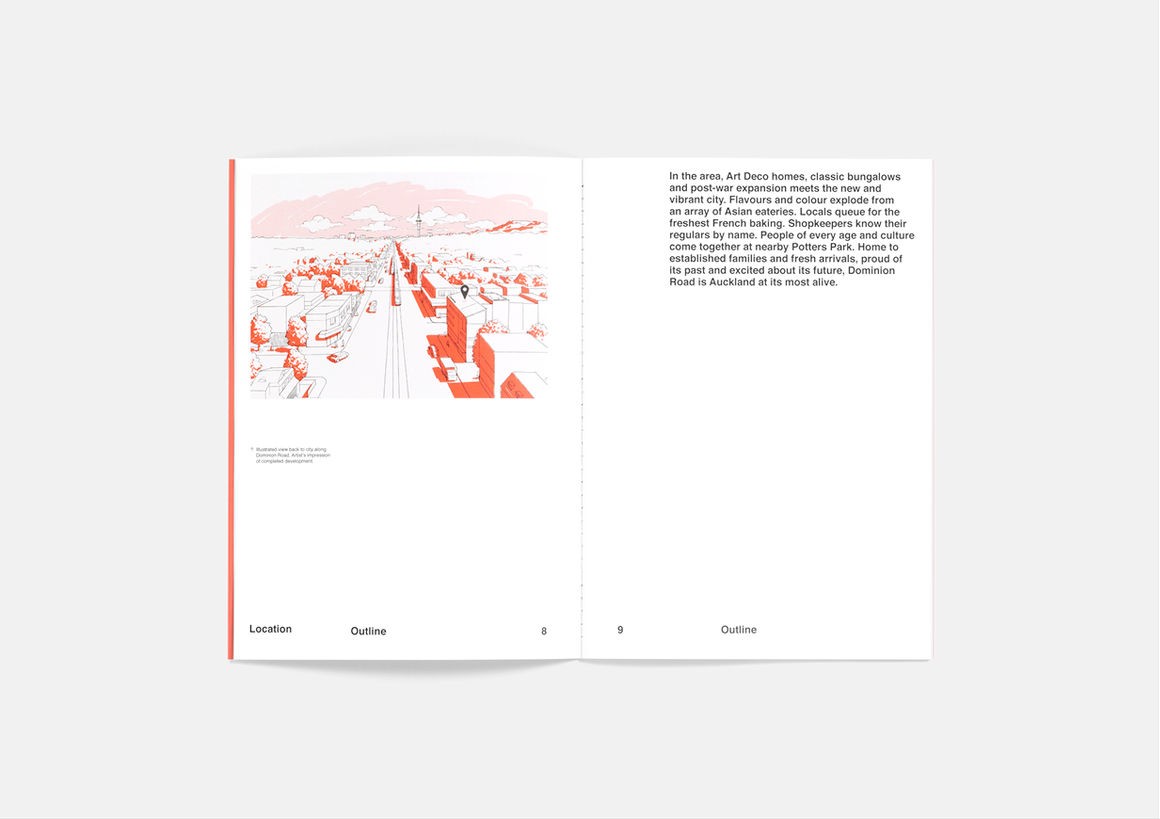 Illustrated view back to city along
Dominion Road. Artist's impression
of completed development
Location
Outline
8
In the area, Art Deco homes, classic bungalows
and post-war expansion meets the new and
vibrant city. Flavours and colour explode from
an array of Asian eateries. Locals queue for the
freshest French baking. Shopkeepers know their
regulars by name. People of every age and culture
come together at nearby Potters Park. Home to
established families and fresh arrivals, proud of
its past and excited about its future, Dominion
Road is Auckland at its most alive.
9
Outline